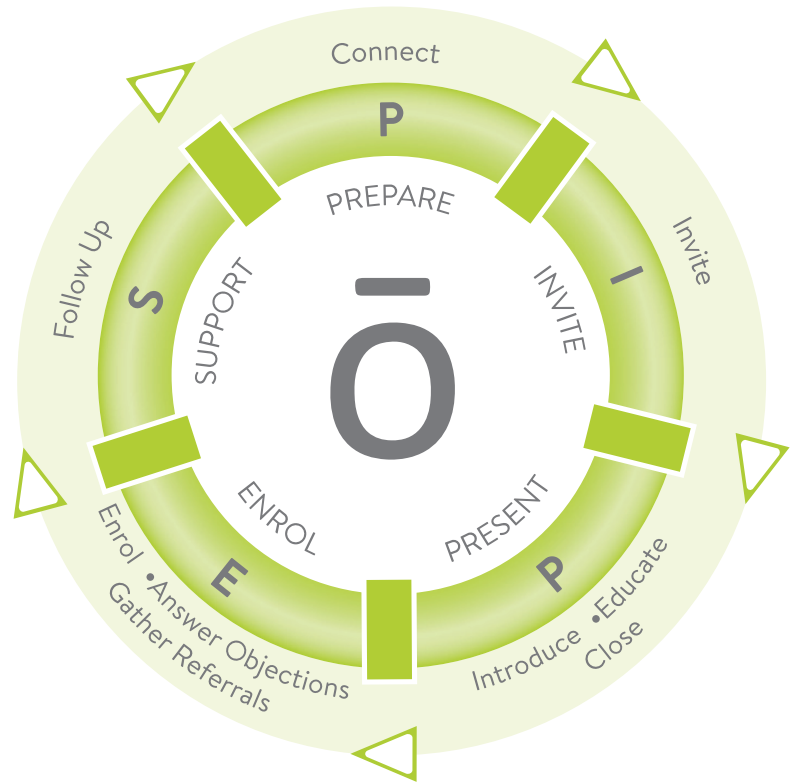 Connect
P
PREPARE
Invite
I
INVITE
Introduce •Educate
Close
P
PRESENT
Enrol •Answer Objections
Gather Referrals
E
ENROL
Follow Up
S
SUPPORT
ō